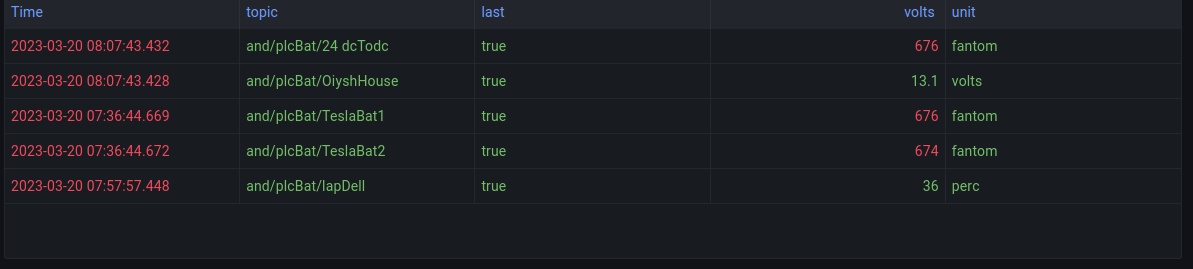 Time topic last volts unit
2023-03-20 08:07:43.432 and/plcBat/24 dcTodc true 676 fantom
2023-03-20 08:07:43.428 and/plcBat/OiyshHouse true 13.1 volts
2023-03-20 07:36:44.669 and/plcBat/TeslaBat1 true 676 fantom
2023-03-20 07:36:44.672 and/plcBat/TeslaBat2 true 674 fantom
2023-03-20 07:57:57.448 and/plcBat/lapDell true 36 perc